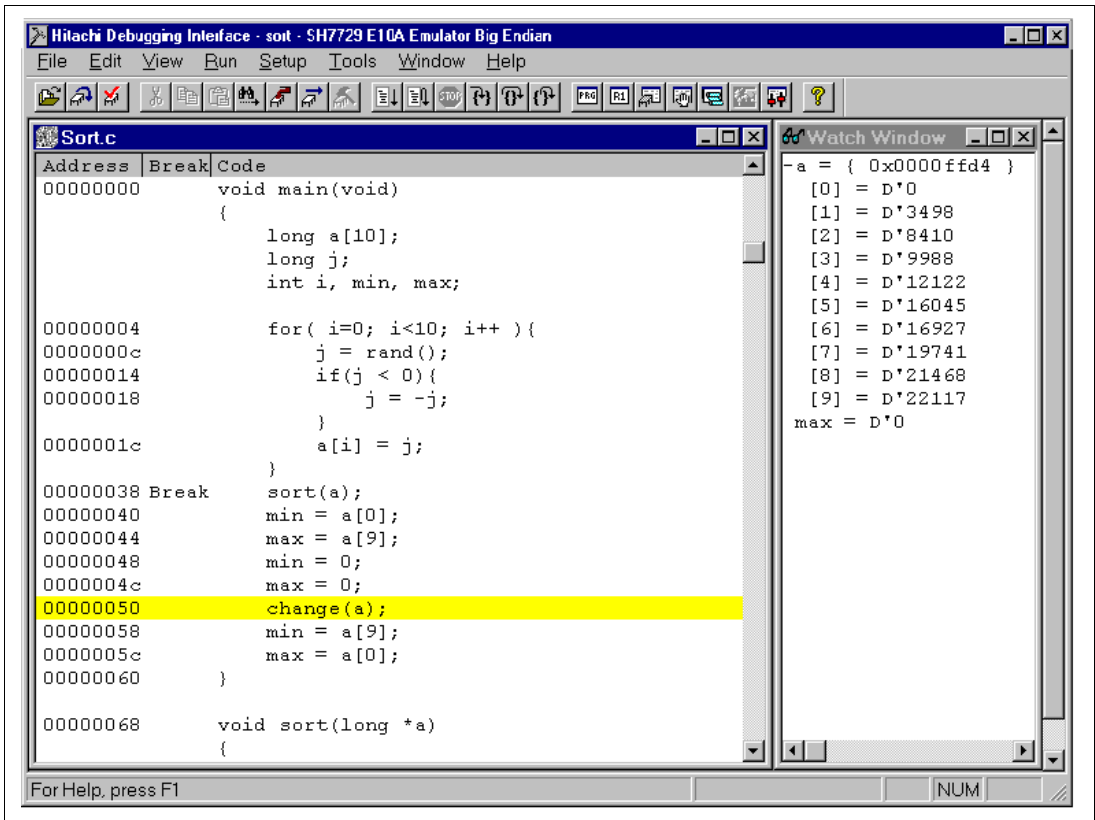 Hitachi Debugging Interface - sort - SH7729 E10A Emulator Big Endian
File Edit View Run Setup Tools Window Help
STOP PRG R1
Sort.c
Address Break Code
00000000 void main(void)
{
long a[10];
long j;
int i, min, max;
00000004 for( i=0; i<10; i++ ){
0000000c j = rand();
00000014 if(j < 0){
00000018 j = -j;
}
0000001c a[i] = j;
}
00000038 Break sort(a);
00000040 min = a[0];
00000044 max = a[9];
00000048 min = 0;
0000004c max = 0;
00000050 change(a);
00000058 min = a[9];
0000005c max = a[0];
00000060 }
00000068 void sort(long *a)
{
Watch Window
-a = { 0x0000ffd4 }
[0] = D'0
[1] = D'3498
[2] = D'8410
[3] = D'9988
[4] = D'12122
[5] = D'16045
[6] = D'16927
[7] = D'19741
[8] = D'21468
[9] = D'22117
max = D'0
For Help, press F1 NUM